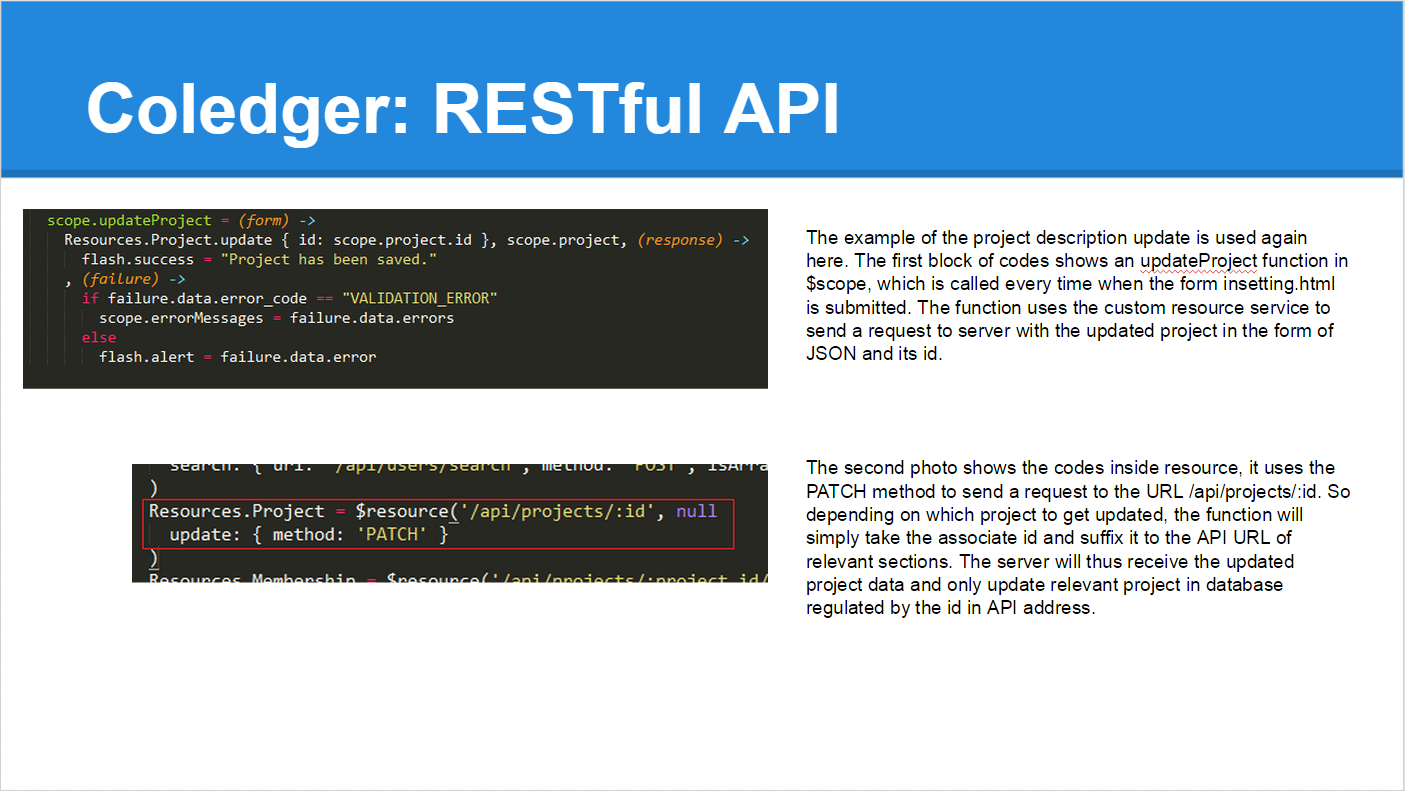 Coledger: RESTful API
scope.updateProject = (form) ->
Resources.Project.update { id: scope.project.id }, scope.project, (response) ->
flash.success = "Project has been saved."
, (failure) ->
if failure.data.error_code == "VALIDATION_ERROR"
scope.errorMessages = failure.data.errors
else
flash.alert = failure.data.error
The example of the project description update is used again
here. The first block of codes shows an updateProject function in
$scope, which is called every time when the form insetting.html
is submitted. The function uses the custom resource service to
send a request to server with the updated project in the form of
JSON and its id.
search: { url: '/api/users/search', method: 'POST', isArra
)
Resources.Project = $resource('/api/projects/:id', null
update: { method: 'PATCH' }
)
Resources.Membership = $resource('/api/projects/:project_id/
The second photo shows the codes inside resource, it uses the
PATCH method to send a request to the URL /api/projects/:id. So
depending on which project to get updated, the function will
simply take the associate id and suffix it to the API URL of
relevant sections. The server will thus receive the updated
project data and only update relevant project in database
regulated by the id in API address.